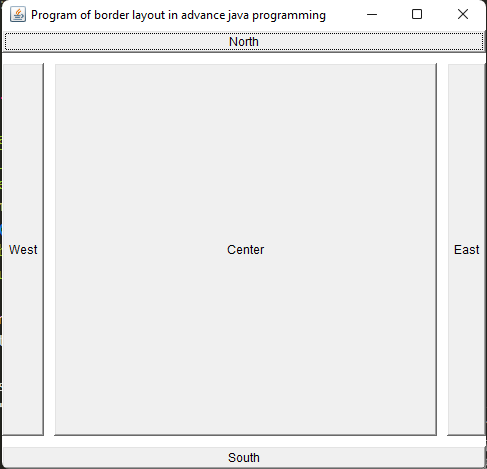 Program of border layout in advance java programming
North
West
Center
East
South